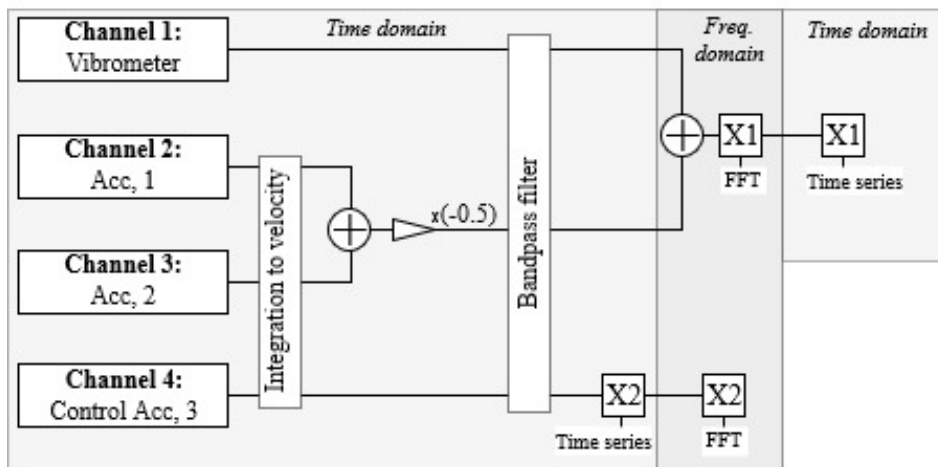 Channel 1:
Vibrometer
Time domain
Freq.
domain
Time domain
Channel 2:
Acc, 1
Channel 3:
Acc, 2
Channel 4:
Control Acc, 3
Integration to velocity
x(-0.5)
Bandpass filter
X1
FFT
X1
Time series
X2
Time series
X2
FFT